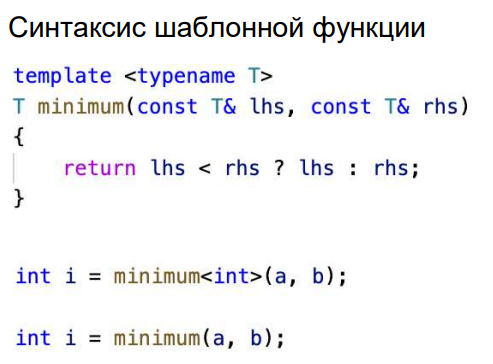 Синтаксис шаблонной функции
template <typename T>
T minimum(const T& lhs, const T& rhs)
{
    return lhs < rhs ? lhs : rhs;
}
int i = minimum<int>(a, b);
int i = minimum(a, b);